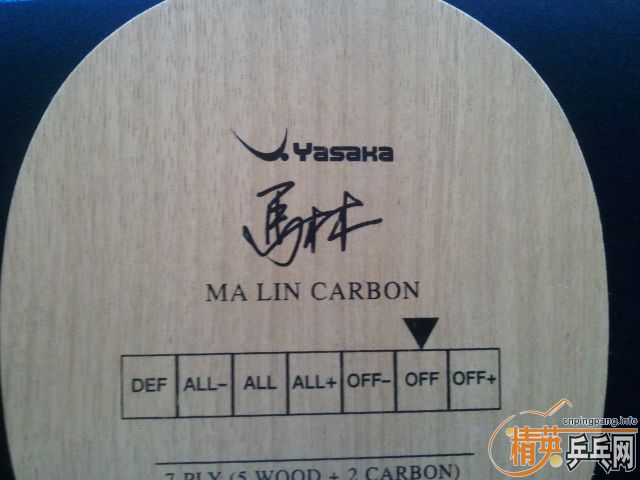 Yasaka
馬林
MA LIN CARBON
DEF ALL- ALL ALL+ OFF- OFF OFF+
7 PLY (5 WOOD + 2 CARBON)
cnpingpang.info
精英乒乓网